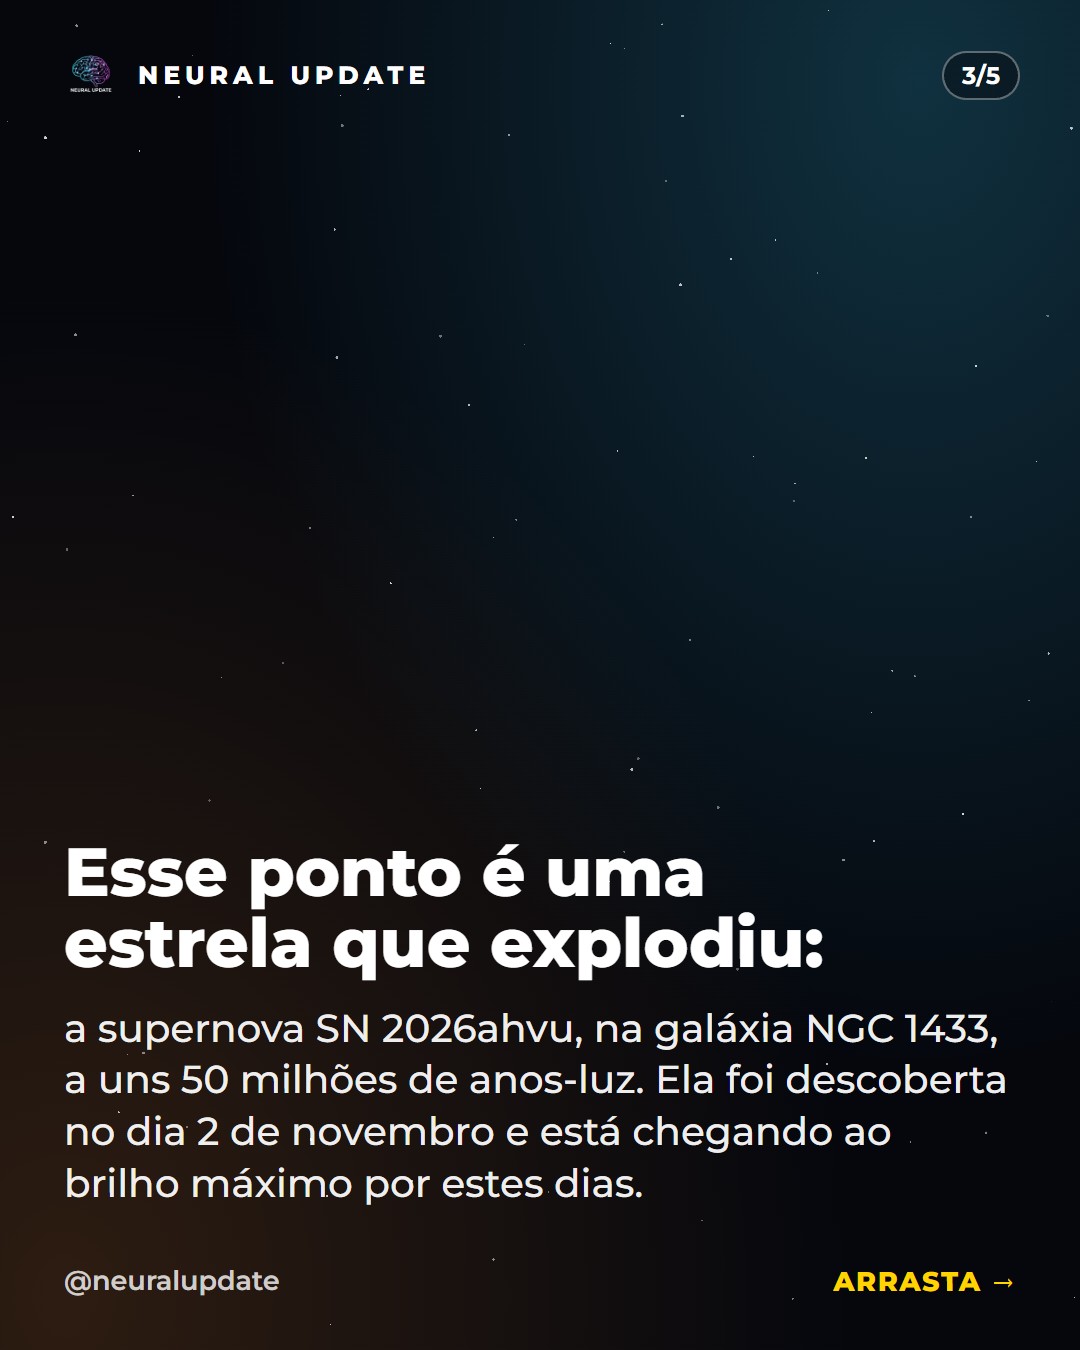 NEURAL UPDATE
NEURAL UPDATE
3/5
Esse ponto é uma
estrela que explodiu:
a supernova SN 2026ahvu, na galáxia NGC 1433,
a uns 50 milhões de anos-luz. Ela foi descoberta
no dia 2 de novembro e está chegando ao
brilho máximo por estes dias.
@neuralupdate
ARRASTA →